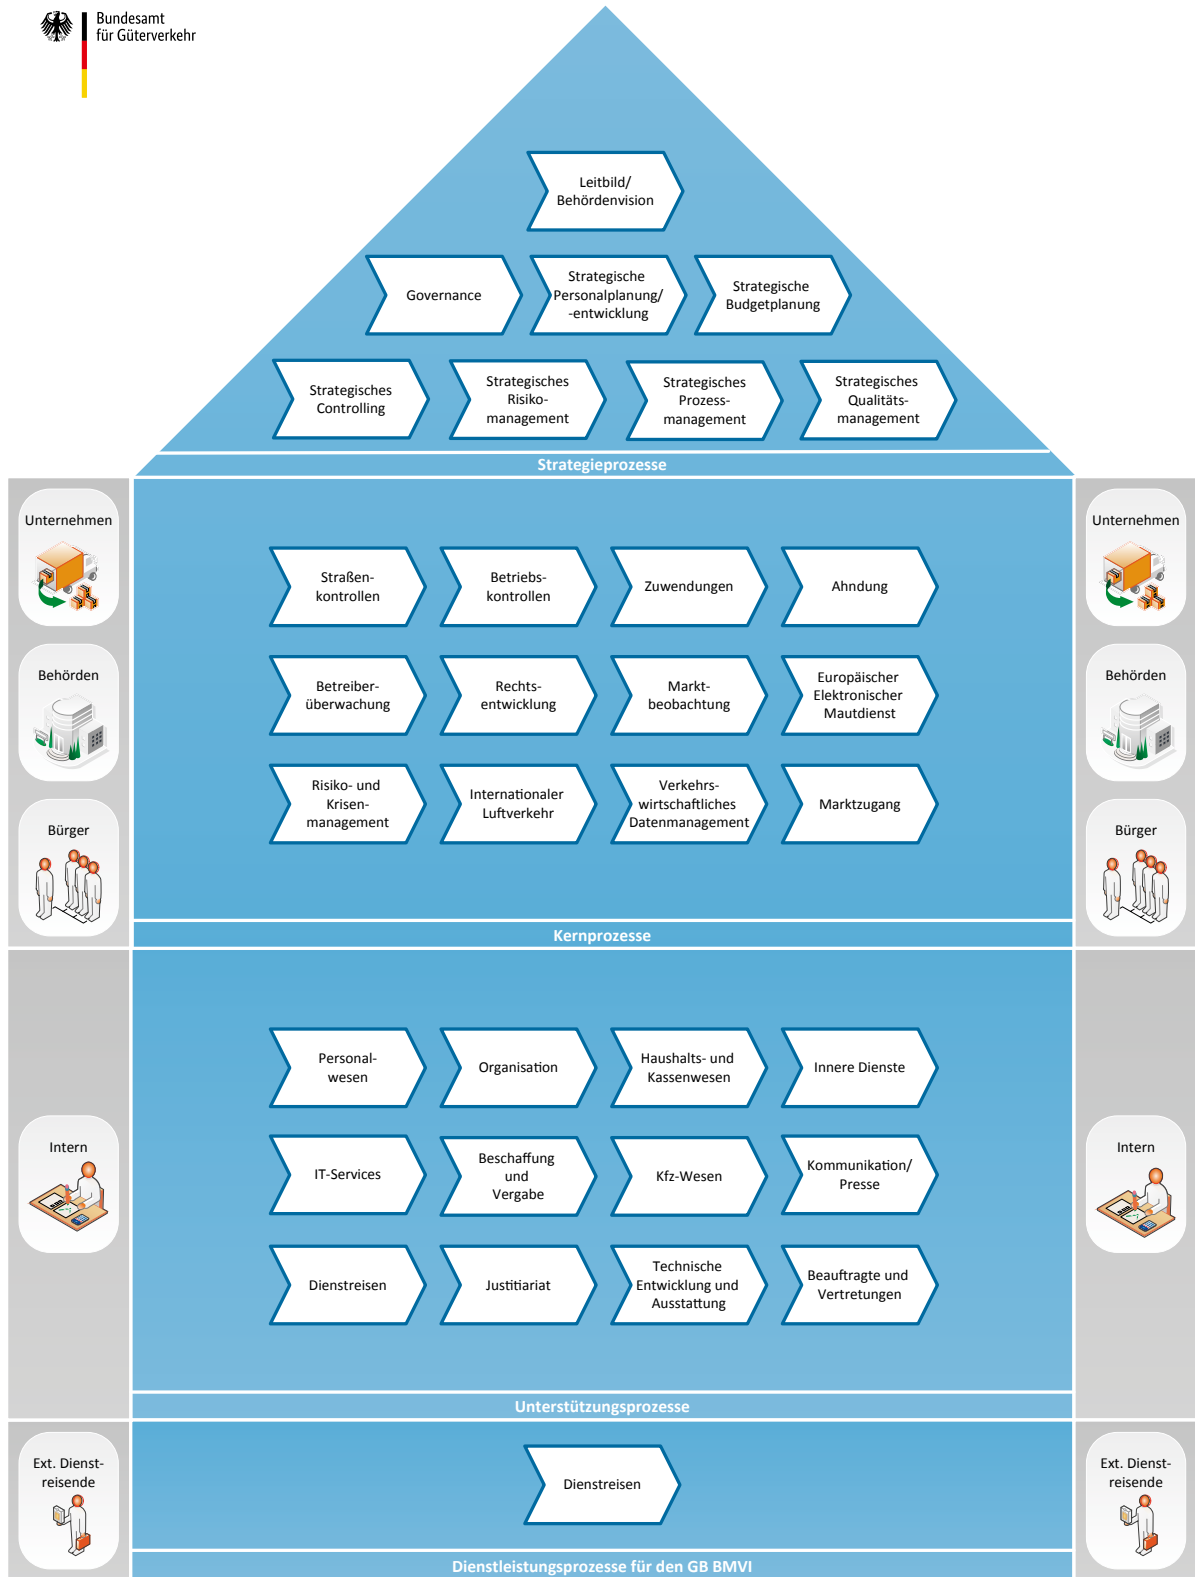 Bundesamt
für Güterverkehr
Leitbild/
Behördenvision
Governance
Strategische
Personalplanung/
-entwicklung
Strategische
Budgetplanung
Strategisches
Controlling
Strategisches
Risiko-
management
Strategisches
Prozess-
management
Strategisches
Qualitäts-
management
Strategieprozesse
Unternehmen
Behörden
Bürger
Straßen-
kontrollen
Betriebs-
kontrollen
Zuwendungen
Ahndung
Betreiber-
überwachung
Rechts-
entwicklung
Markt-
beobachtung
Europäischer
Elektronischer
Mautdienst
Risiko- und
Krisen-
management
Internationaler
Luftverkehr
Verkehrs-
wirtschaftliches
Datenmanagement
Marktzugang
Unternehmen
Behörden
Bürger
Kernprozesse
Intern
Personal-
wesen
Organisation
Haushalts- und
Kassenwesen
Innere Dienste
IT-Services
Beschaffung
und
Vergabe
Kfz-Wesen
Kommunikation/
Presse
Dienstreisen
Justitiariat
Technische
Entwicklung und
Ausstattung
Beauftragte und
Vertretungen
Intern
Unterstützungsprozesse
Ext. Dienst-
reisende
Dienstreisen
Ext. Dienst-
reisende
Dienstleistungsprozesse für den GB BMVI